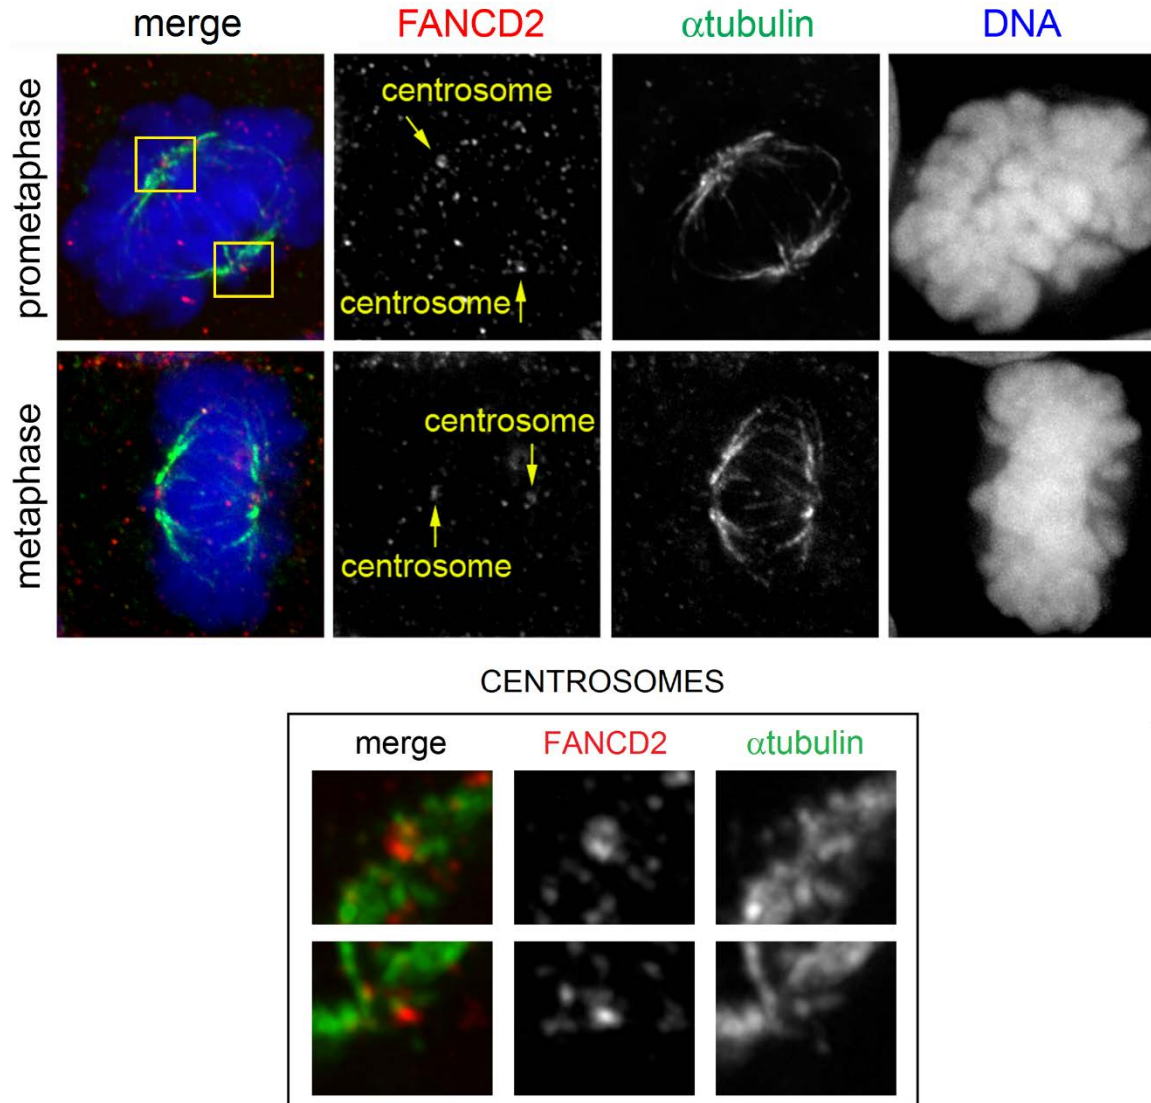 merge FANCD2 αtubulin DNA
prometaphase
centrosome
centrosome
metaphase
centrosome
centrosome
CENTROSOMES
merge FANCD2 αtubulin